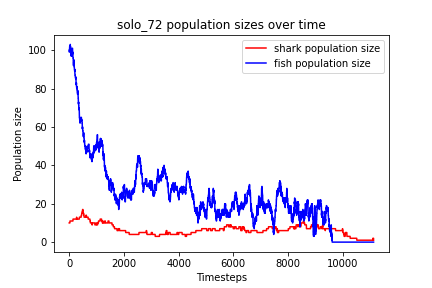 solo_72 population sizes over time
shark population size
fish population size
Population size
100
80
60
40
20
0
0
2000
4000
6000
8000
10000
Timesteps